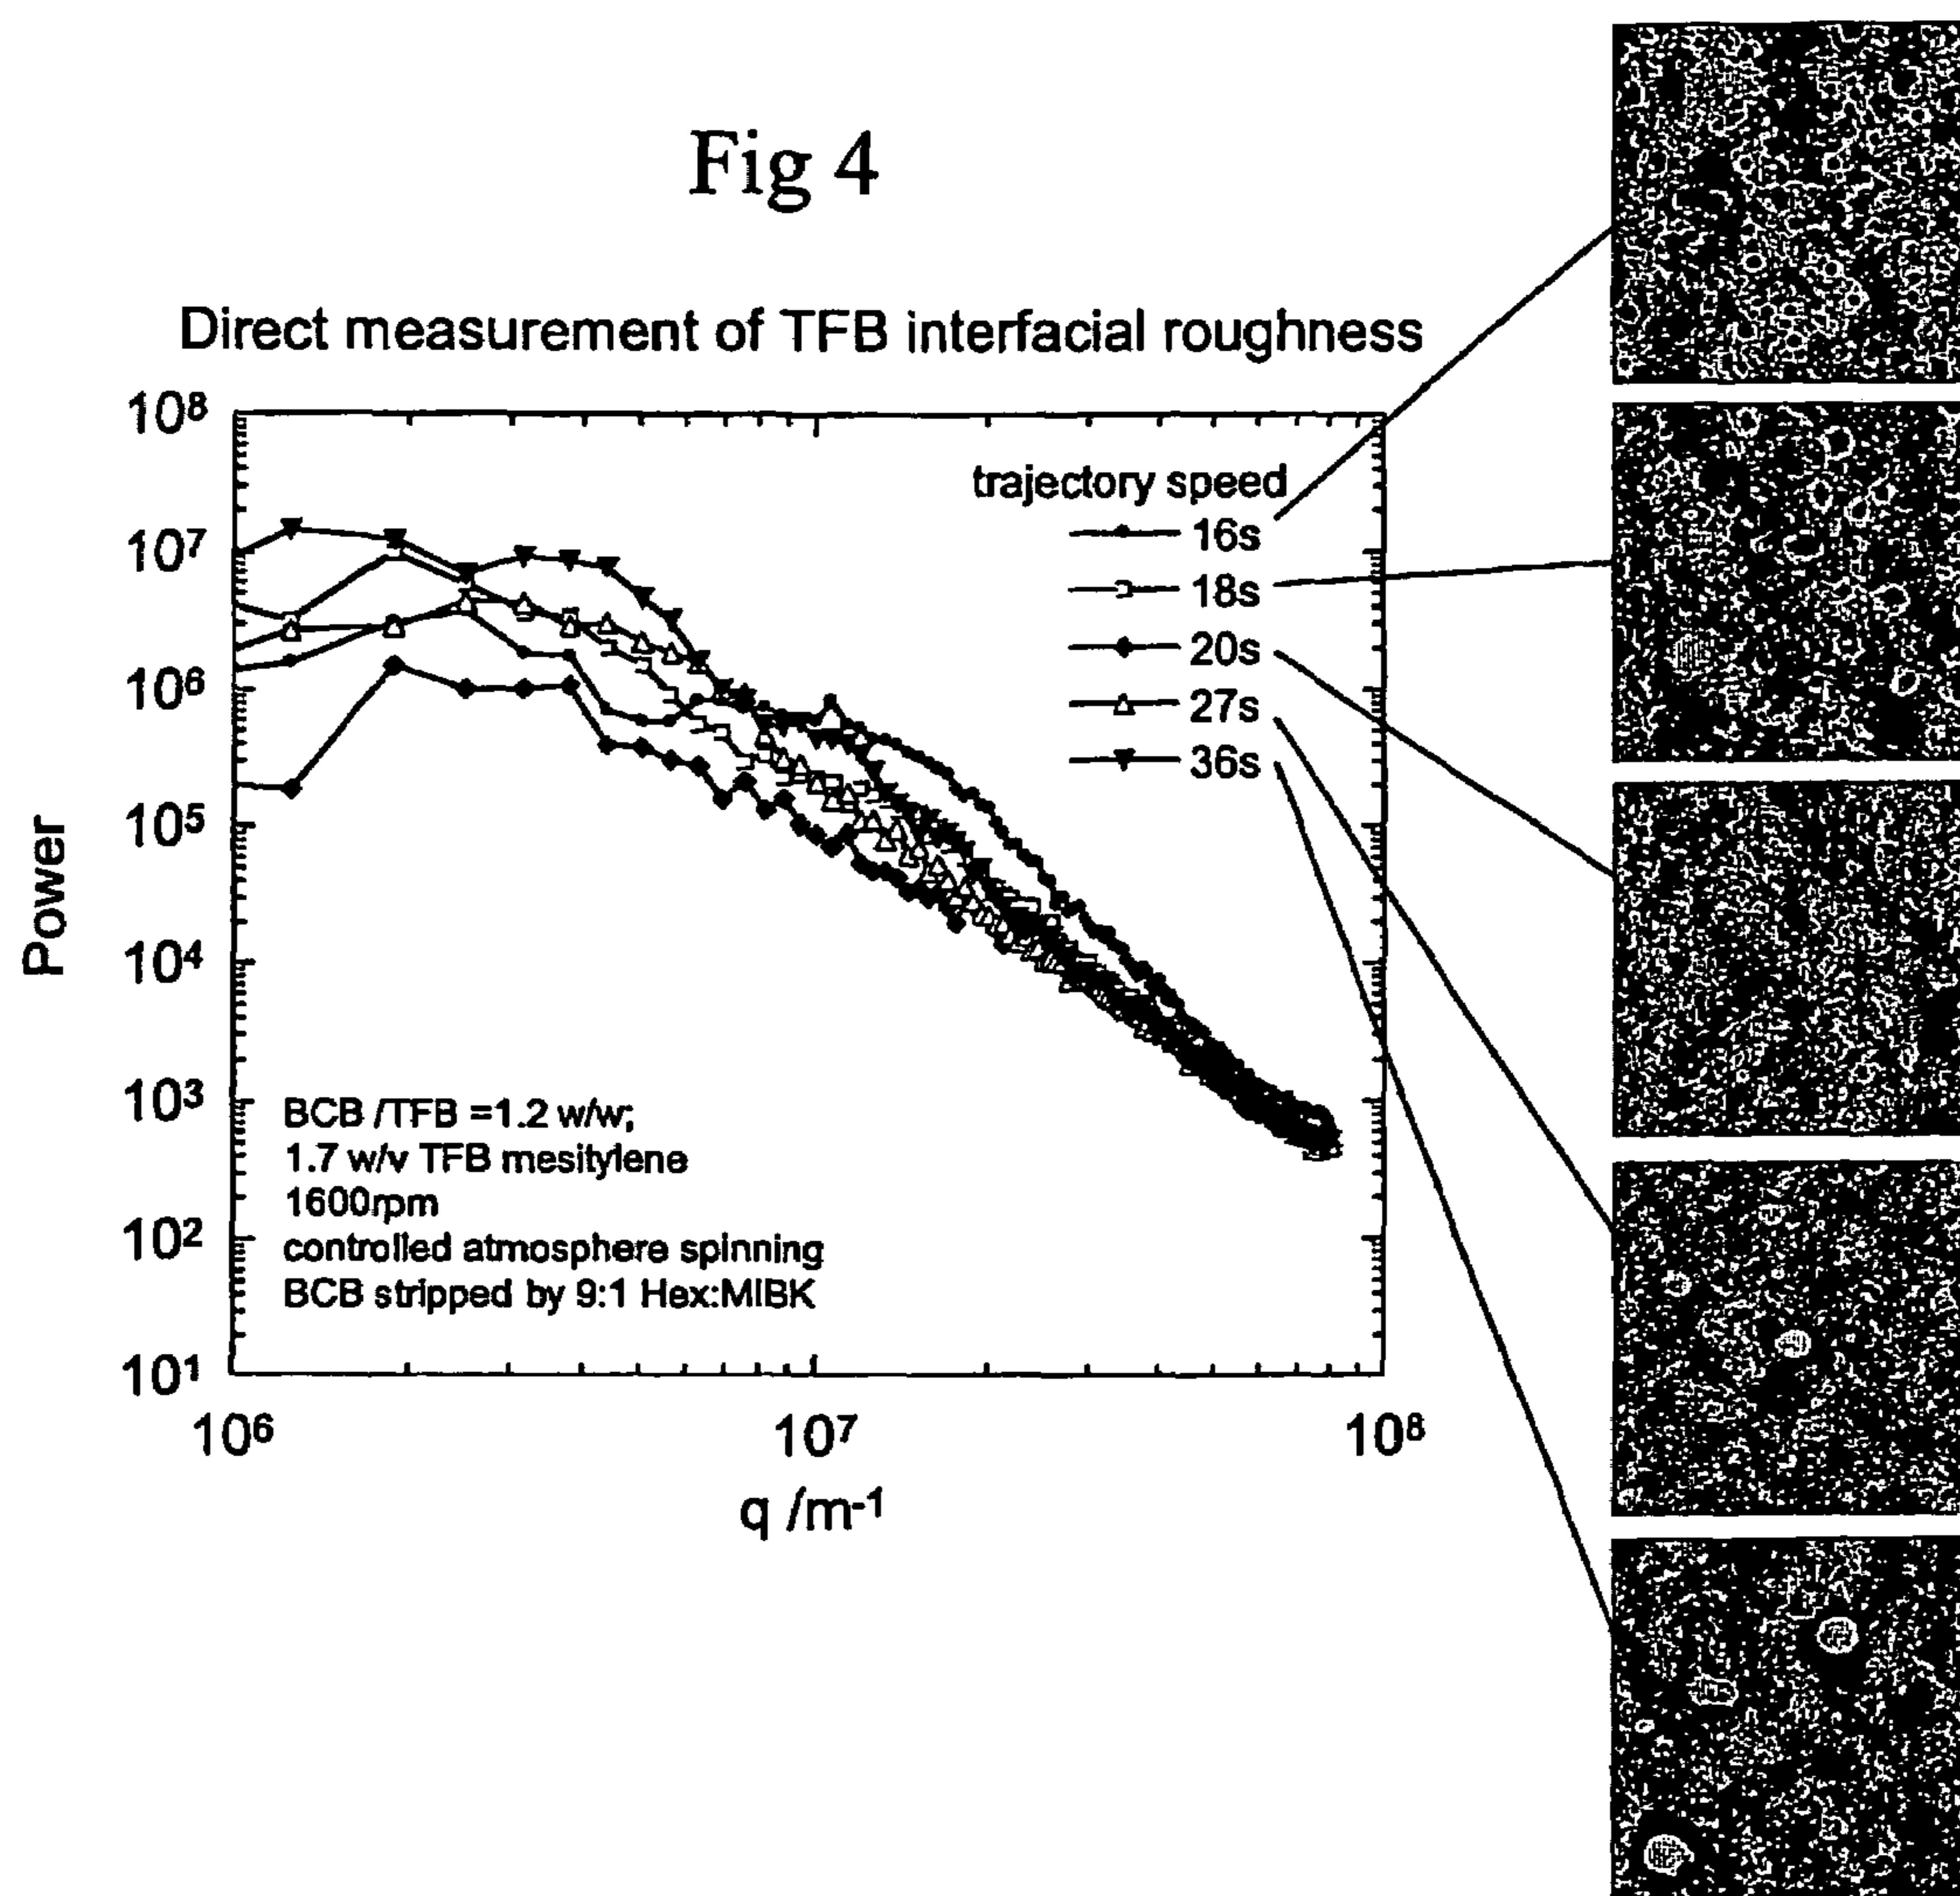 Fig 4
Direct measurement of TFB interfacial roughness
10⁸
10⁷
10⁶
10⁵
10⁴
10³
10²
10¹
Power
trajectory speed
16s
18s
20s
27s
36s
BCB /TFB =1.2 w/w;
1.7 w/v TFB mesitylene
1600rpm
controlled atmosphere spinning
BCB stripped by 9:1 Hex:MIBK
10⁶
10⁷
10⁸
q /m⁻¹